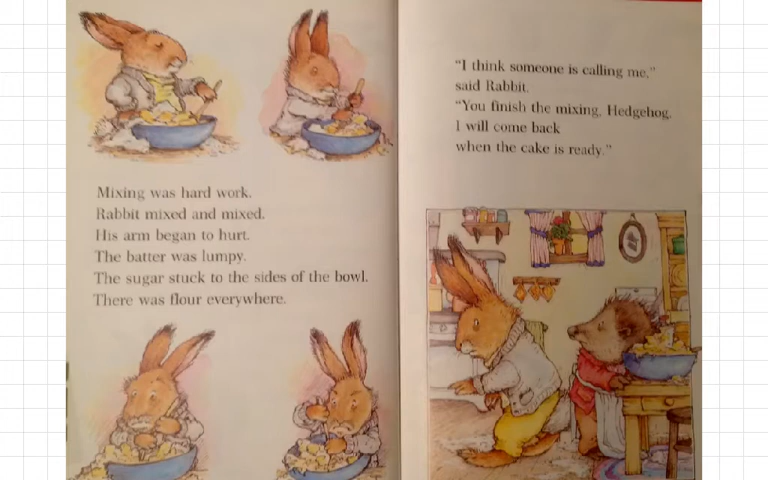 Mixing was hard work.
Rabbit mixed and mixed.
His arm began to hurt.
The batter was lumpy.
The sugar stuck to the sides of the bowl.
There was flour everywhere.
"I think someone is calling me,"
said Rabbit.
"You finish the mixing, Hedgehog.
I will come back
when the cake is ready."